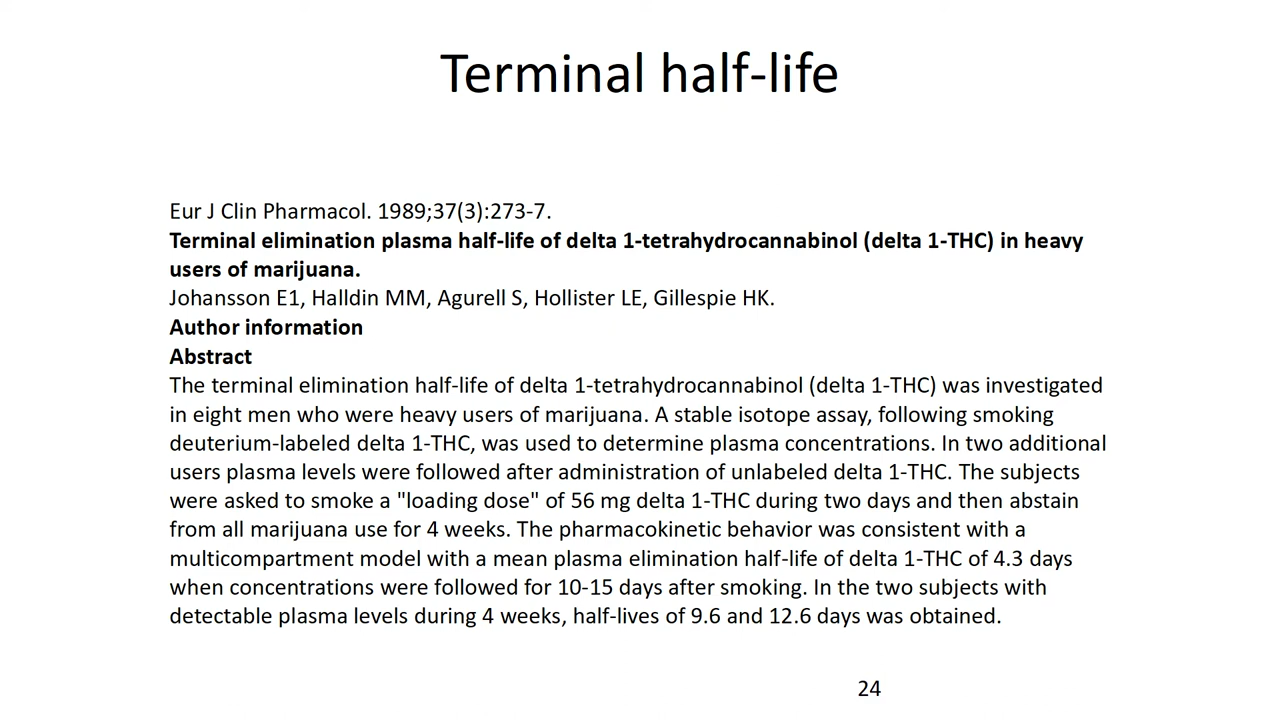 Terminal half-life
Eur J Clin Pharmacol. 1989;37(3):273-7.
Terminal elimination plasma half-life of delta 1-tetrahydrocannabinol (delta 1-THC) in heavy
users of marijuana.
Johansson E1, Halldin MM, Agurell S, Hollister LE, Gillespie HK.
Author information
Abstract
The terminal elimination half-life of delta 1-tetrahydrocannabinol (delta 1-THC) was investigated
in eight men who were heavy users of marijuana. A stable isotope assay, following smoking
deuterium-labeled delta 1-THC, was used to determine plasma concentrations. In two additional
users plasma levels were followed after administration of unlabeled delta 1-THC. The subjects
were asked to smoke a "loading dose" of 56 mg delta 1-THC during two days and then abstain
from all marijuana use for 4 weeks. The pharmacokinetic behavior was consistent with a
multicompartment model with a mean plasma elimination half-life of delta 1-THC of 4.3 days
when concentrations were followed for 10-15 days after smoking. In the two subjects with
detectable plasma levels during 4 weeks, half-lives of 9.6 and 12.6 days was obtained.
24